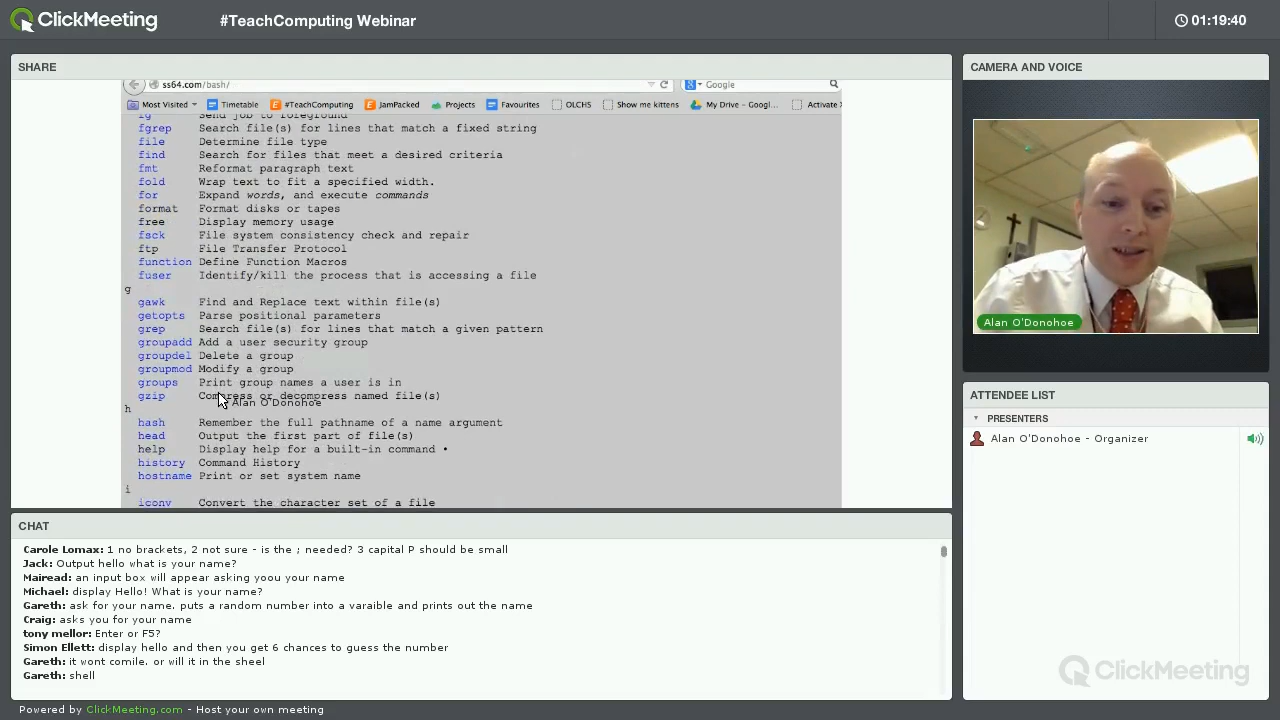 ClickMeeting
#TeachComputing Webinar
01:19:40
SHARE
ss64.com/bash/
Google
Most Visited
Timetable
#TeachComputing
JamPacked
Projects
Favourites
OLCHS
Show me kittens
My Drive – Googl...
Activate
fg Send job to foreground
fgrep Search file(s) for lines that match a fixed string
file Determine file type
find Search for files that meet a desired criteria
fmt Reformat paragraph text
fold Wrap text to fit a specified width.
for Expand words, and execute commands
format Format disks or tapes
free Display memory usage
fsck File system consistency check and repair
ftp File Transfer Protocol
function Define Function Macros
fuser Identify/kill the process that is accessing a file
g
gawk Find and Replace text within file(s)
getopts Parse positional parameters
grep Search file(s) for lines that match a given pattern
groupadd Add a user security group
groupdel Delete a group
groupmod Modify a group
groups Print group names a user is in
gzip Compress or decompress named file(s)
Alan O'Donohoe
h
hash Remember the full pathname of a name argument
head Output the first part of file(s)
help Display help for a built-in command •
history Command History
hostname Print or set system name
i
iconv Convert the character set of a file
CAMERA AND VOICE
Alan O'Donohoe
ATTENDEE LIST
PRESENTERS
Alan O'Donohoe - Organizer
CHAT
Carole Lomax: 1 no brackets, 2 not sure - is the ; needed? 3 capital P should be small
Jack: Output hello what is your name?
Mairead: an input box will appear asking yoou your name
Michael: display Hello! What is your name?
Gareth: ask for your name. puts a random number into a varaible and prints out the name
Craig: asks you for your name
tony mellor: Enter or F5?
Simon Ellett: display hello and then you get 6 chances to guess the number
Gareth: it wont comile. or will it in the sheel
Gareth: shell
ClickMeeting
Powered by ClickMeeting.com - Host your own meeting